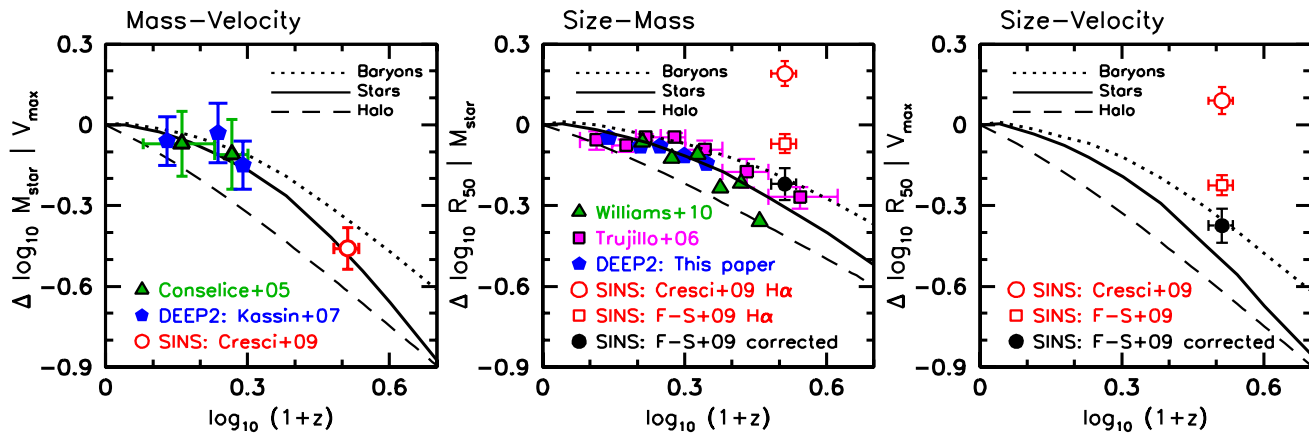 Mass–Velocity
Δ log10 Mstar | Vmax
0.3
0
-0.3
-0.6
-0.9
Baryons
Stars
Halo
Conselice+05
DEEP2: Kassin+07
SINS: Cresci+09
0
0.3
0.6
log10 (1+z)
Size–Mass
Δ log10 R50 | Mstar
0.3
0
-0.3
-0.6
-0.9
Baryons
Stars
Halo
Williams+10
Trujillo+06
DEEP2: This paper
SINS: Cresci+09 Hα
SINS: F-S+09 Hα
SINS: F-S+09 corrected
0
0.3
0.6
log10 (1+z)
Size–Velocity
Δ log10 R50 | Vmax
0.3
0
-0.3
-0.6
-0.9
Baryons
Stars
Halo
SINS: Cresci+09
SINS: F-S+09
SINS: F-S+09 corrected
0
0.3
0.6
log10 (1+z)